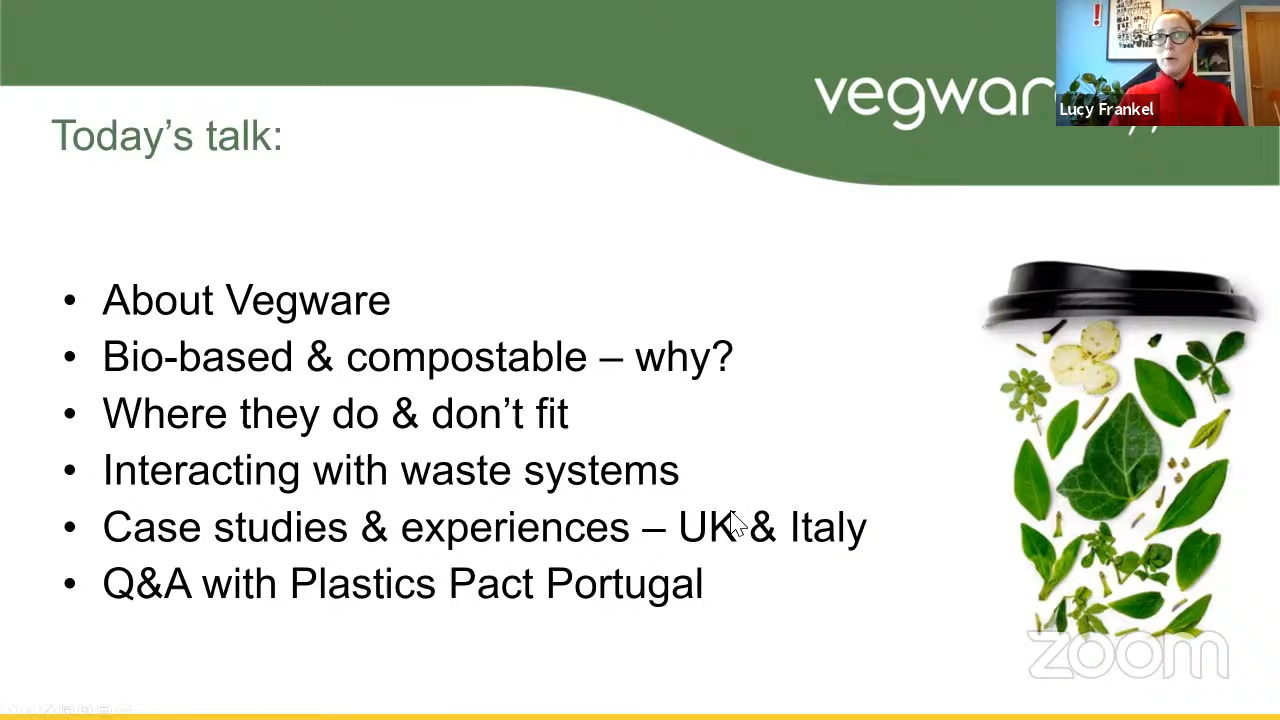 vegwar
Lucy Frankel
Today's talk:
• About Vegware
• Bio-based & compostable – why?
• Where they do & don't fit
• Interacting with waste systems
• Case studies & experiences – UK & Italy
• Q&A with Plastics Pact Portugal
zoom